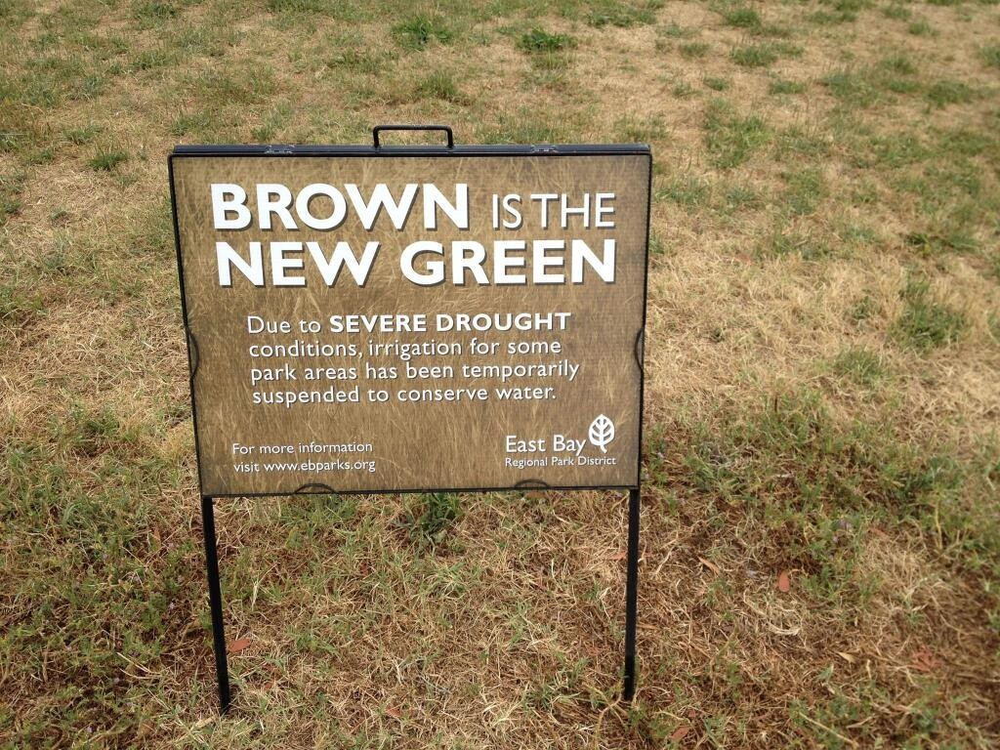 BROWN IS THE
NEW GREEN
Due to SEVERE DROUGHT
conditions, irrigation for some
park areas has been temporarily
suspended to conserve water.
For more information
visit www.ebparks.org
East Bay
Regional Park District